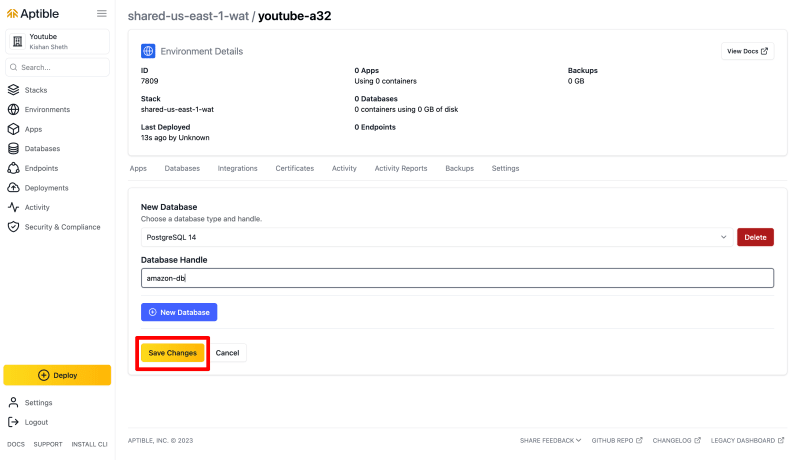 Aptible
Youtube
Kishan Sheth
Search...
Stacks
Environments
Apps
Databases
Endpoints
Deployments
Activity
Security & Compliance
Deploy
Settings
Logout
DOCS SUPPORT INSTALL CLI
shared-us-east-1-wat / youtube-a32
Environment Details
View Docs
ID
7809
0 Apps
Using 0 containers
Backups
0 GB
Stack
shared-us-east-1-wat
0 Databases
0 containers using 0 GB of disk
Last Deployed
13s ago by Unknown
0 Endpoints
Apps Databases Integrations Certificates Activity Activity Reports Backups Settings
New Database
Choose a database type and handle.
PostgreSQL 14
Delete
Database Handle
amazon-db
New Database
Save Changes Cancel
APTIBLE, INC. © 2023 SHARE FEEDBACK GITHUB REPO CHANGELOG LEGACY DASHBOARD